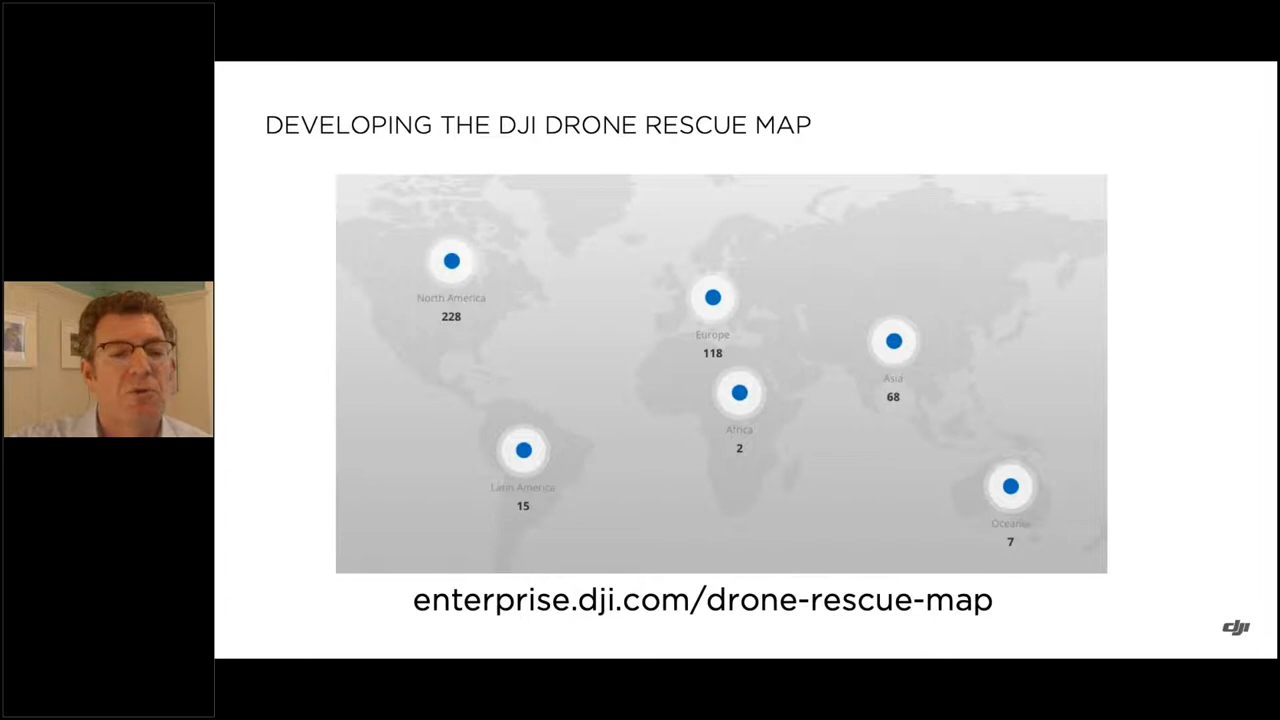 DEVELOPING THE DJI DRONE RESCUE MAP
North America
228
Europe
118
Asia
68
Africa
2
Latin America
15
Oceania
7
enterprise.dji.com/drone-rescue-map
dji